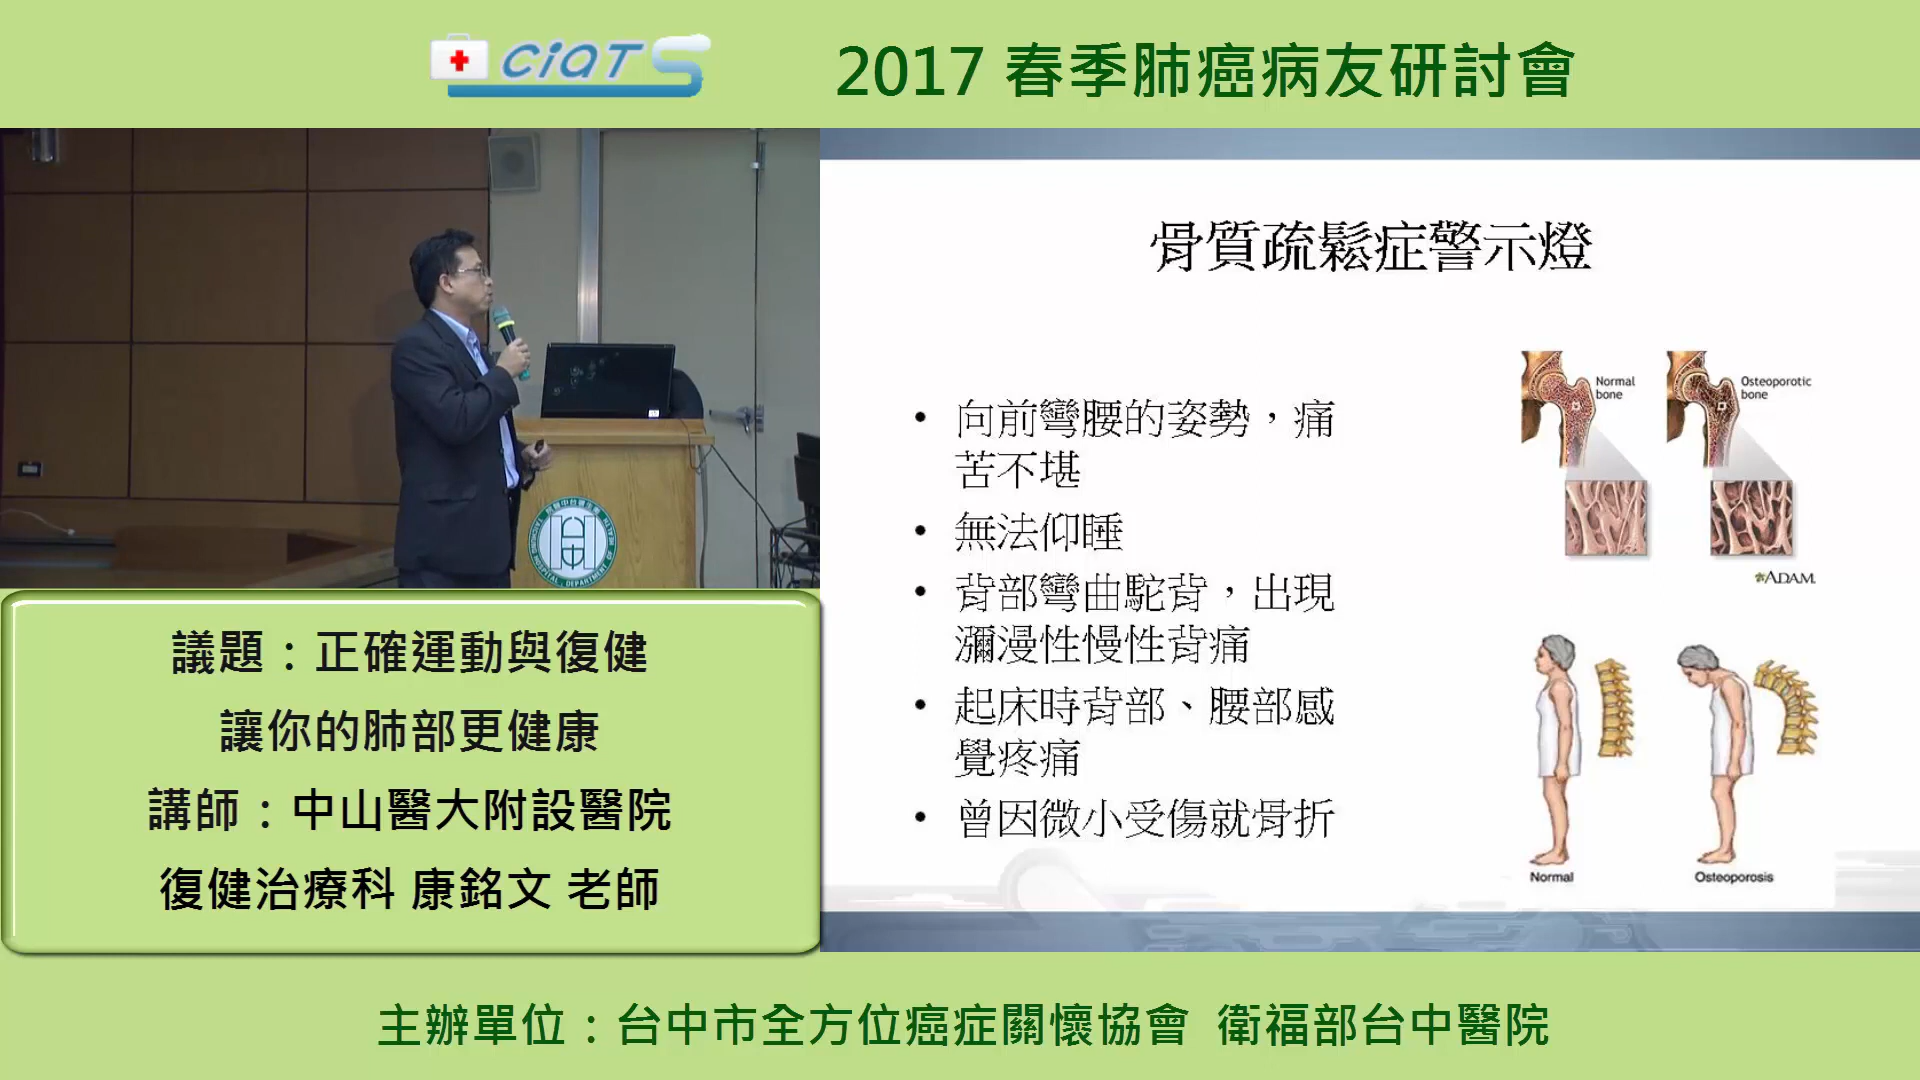 CiAT S
2017 春季肺癌病友研討會
骨質疏鬆症警示燈
• 向前彎腰的姿勢，痛
苦不堪
• 無法仰睡
• 背部彎曲駝背，出現
瀰漫性慢性背痛
• 起床時背部、腰部感
覺疼痛
• 曾因微小受傷就骨折
Normal
bone
Osteoporotic
bone
ADAM.
Normal
Osteoporosis
議題：正確運動與復健
讓你的肺部更健康
講師：中山醫大附設醫院
復健治療科 康銘文 老師
主辦單位：台中市全方位癌症關懷協會 衛福部台中醫院